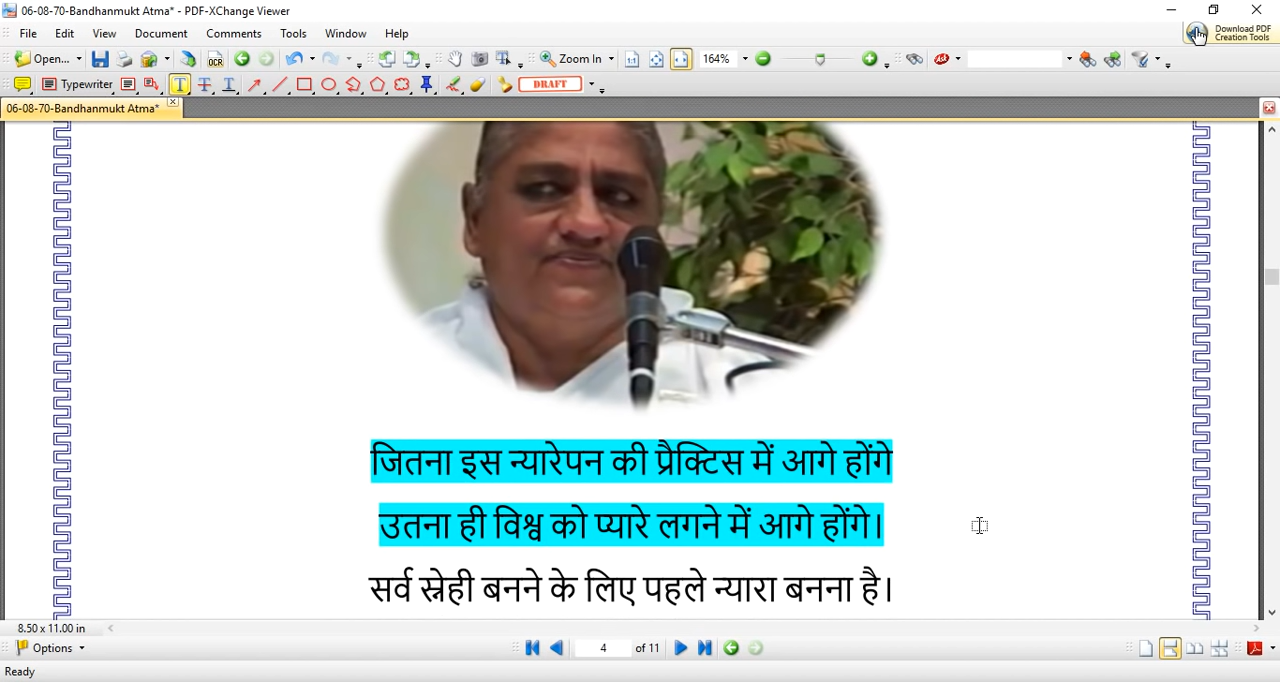 06-08-70-Bandhanmukt Atma* - PDF-XChange Viewer
File Edit View Document Comments Tools Window Help
Download PDF
Creation Tools
Open... OCR Zoom In 164%
Typewriter DRAFT
06-08-70-Bandhanmukt Atma*
जितना इस न्यारेपन की प्रैक्टिस में आगे होंगे
उतना ही विश्व को प्यारे लगने में आगे होंगे।
सर्व स्नेही बनने के लिए पहले न्यारा बनना है।
8.50 x 11.00 in
Options 4 of 11
Ready